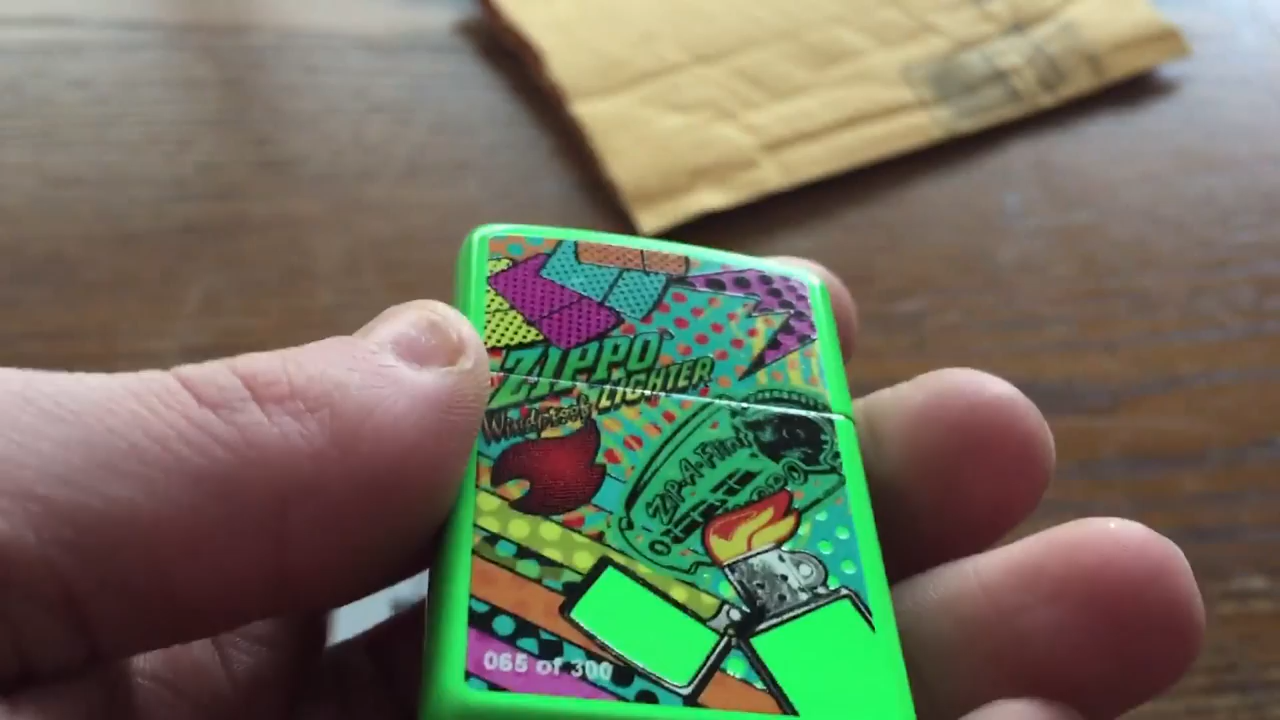 ZIPPO
LIGHTER
Windproof
ZIP-A-FLINT
065 of 300